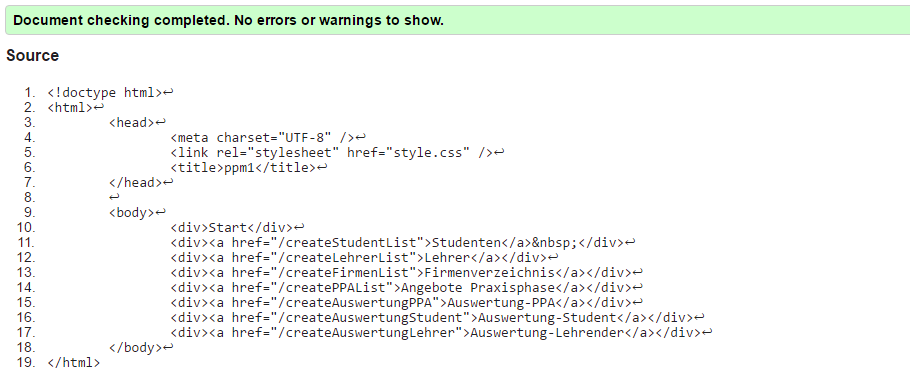 Document checking completed. No errors or warnings to show.
Source
1. <!doctype html>↩
2. <html>↩
3. <head>↩
4. <meta charset="UTF-8" />↩
5. <link rel="stylesheet" href="style.css" />↩
6. <title>ppm1</title>↩
7. </head>↩
8. ↩
9. <body>↩
10. <div>Start</div>↩
11. <div><a href="/createStudentList">Studenten</a>&nbsp;</div>↩
12. <div><a href="/createLehrerList">Lehrer</a></div>↩
13. <div><a href="/createFirmenList">Firmenverzeichnis</a></div>↩
14. <div><a href="/createPPAList">Angebote Praxisphase</a></div>↩
15. <div><a href="/createAuswertungPPA">Auswertung-PPA</a></div>↩
16. <div><a href="/createAuswertungStudent">Auswertung-Student</a></div>↩
17. <div><a href="/createAuswertungLehrer">Auswertung-Lehrender</a></div>↩
18. </body>↩
19. </html>